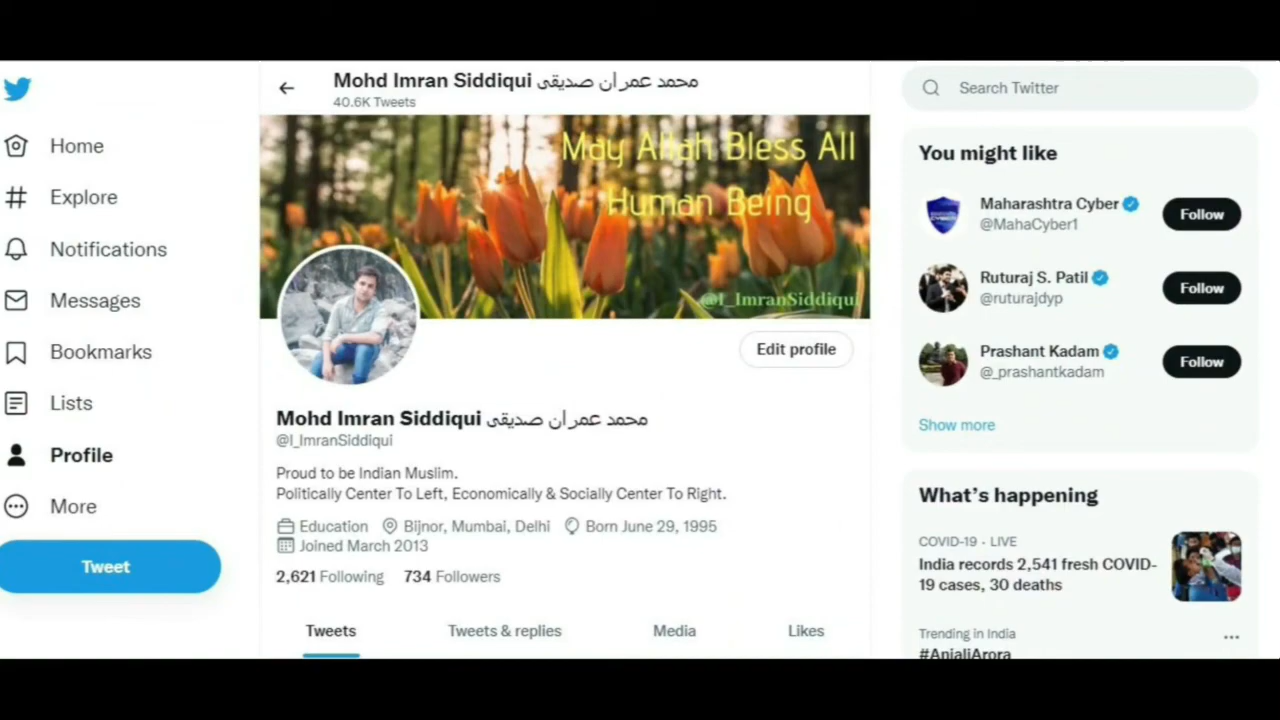 Home
Explore
Notifications
Messages
Bookmarks
Lists
Profile
More
Tweet
Mohd Imran Siddiqui محمد عمران صدیقی
40.6K Tweets
May Allah Bless All
Human Being
@I_ImranSiddiqui
Edit profile
Mohd Imran Siddiqui محمد عمران صدیقی
@I_ImranSiddiqui
Proud to be Indian Muslim.
Politically Center To Left, Economically & Socially Center To Right.
Education Bijnor, Mumbai, Delhi Born June 29, 1995
Joined March 2013
2,621 Following 734 Followers
Tweets Tweets & replies Media Likes
Search Twitter
You might like
Maharashtra Cyber
@MahaCyber1
Follow
Ruturaj S. Patil
@ruturajdyp
Follow
Prashant Kadam
@_prashantkadam
Follow
Show more
What's happening
COVID-19 - LIVE
India records 2,541 fresh COVID-
19 cases, 30 deaths
Trending in India
#AnjaliArora